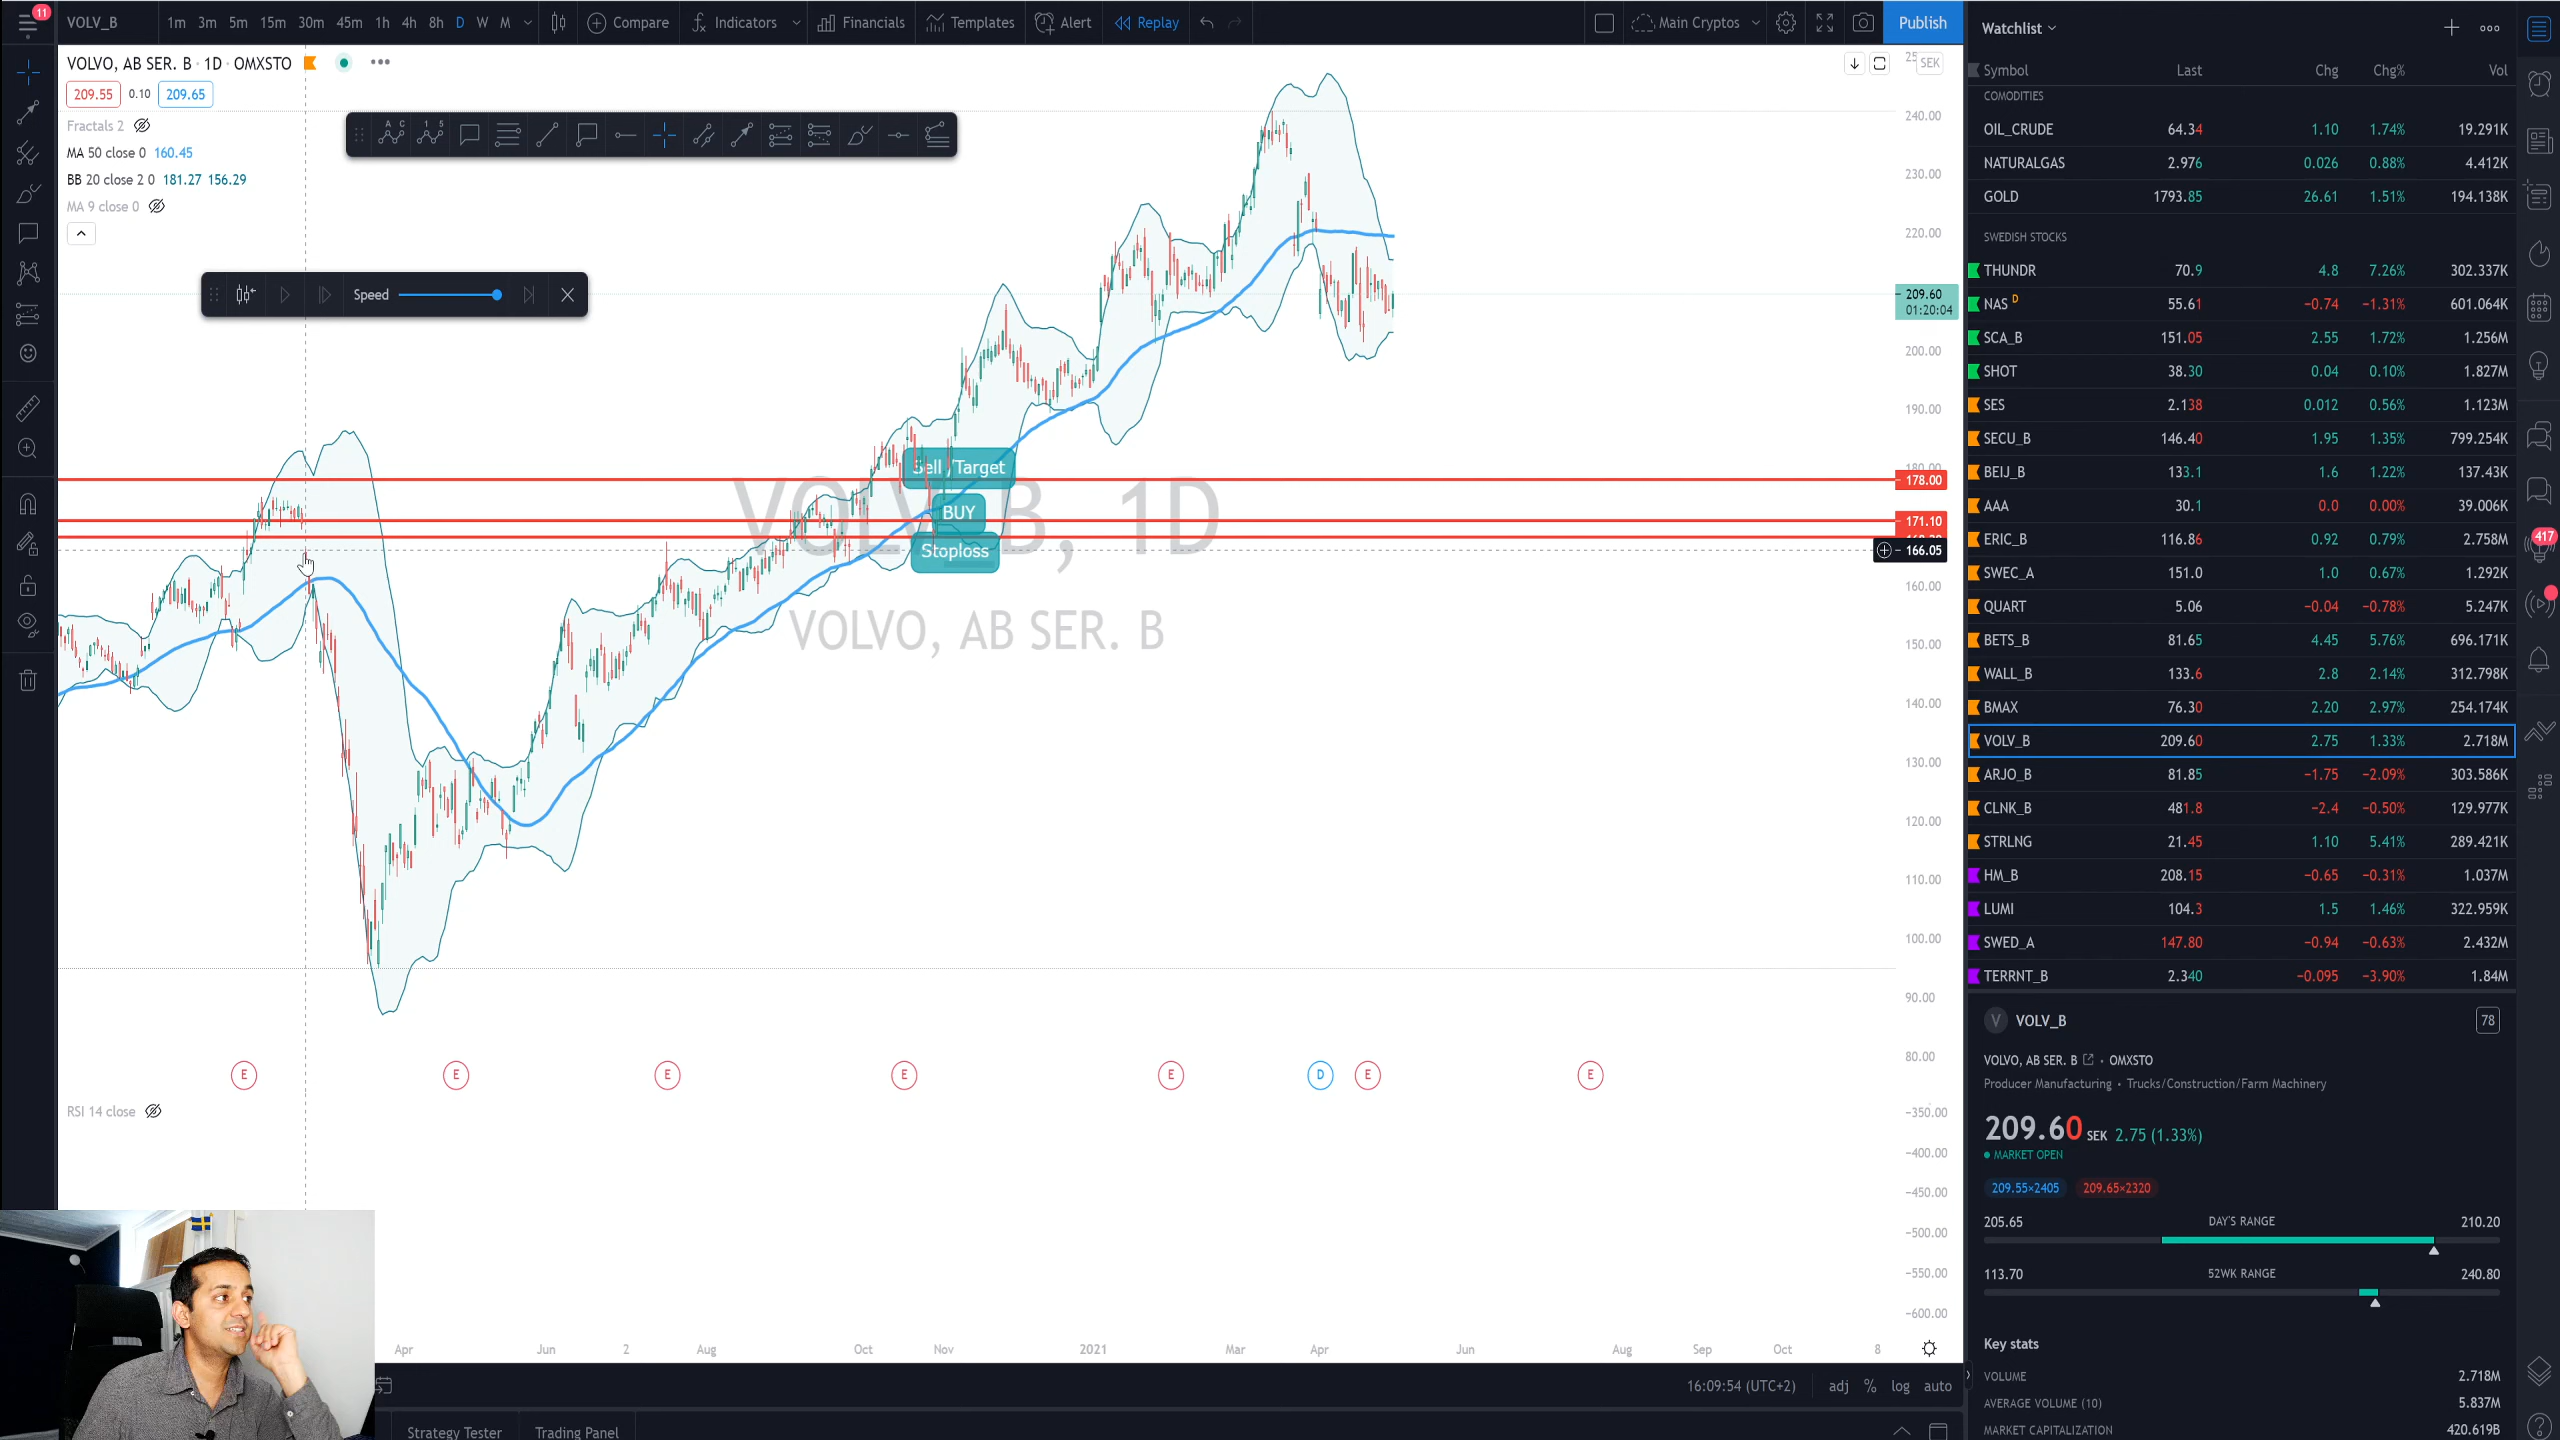 11
VOLV_B 1m 3m 5m 15m 30m 45m 1h 4h 8h D W M Compare Indicators Financials Templates Alert Replay Main Cryptos Publish
VOLVO, AB SER. B · 1D · OMXSTO
209.55 0.10 209.65
Fractals 2
MA 50 close 0 160.45
BB 20 close 2 0 181.27 156.29
MA 9 close 0
A C 1 5
Speed
SEK
240.00
230.00
220.00
209.60
01:20:04
200.00
190.00
180.00
178.00
171.10
166.05
160.00
150.00
140.00
130.00
120.00
110.00
100.00
90.00
80.00
Sell /Target
BUY
Stoploss
VOLV_B, 1D
VOLVO, AB SER. B
E E E E E D E E
RSI 14 close
-350.00
-400.00
-450.00
-500.00
-550.00
-600.00
Apr Jun 2 Aug Oct Nov 2021 Mar Apr Jun Aug Sep Oct 8
16:09:54 (UTC+2) adj % log auto
Strategy Tester Trading Panel
Watchlist
Symbol Last Chg Chg% Vol
COMODITIES
OIL_CRUDE 64.34 1.10 1.74% 19.291K
NATURALGAS 2.976 0.026 0.88% 4.412K
GOLD 1793.85 26.61 1.51% 194.138K
SWEDISH STOCKS
THUNDR 70.9 4.8 7.26% 302.337K
NAS D 55.61 −0.74 −1.31% 601.064K
SCA_B 151.05 2.55 1.72% 1.256M
SHOT 38.30 0.04 0.10% 1.827M
SES 2.138 0.012 0.56% 1.123M
SECU_B 146.40 1.95 1.35% 799.254K
BEIJ_B 133.1 1.6 1.22% 137.43K
AAA 30.1 0.0 0.00% 39.006K
ERIC_B 116.86 0.92 0.79% 2.758M
SWEC_A 151.0 1.0 0.67% 1.292K
QUART 5.06 −0.04 −0.78% 5.247K
BETS_B 81.65 4.45 5.76% 696.171K
WALL_B 133.6 2.8 2.14% 312.798K
BMAX 76.30 2.20 2.97% 254.174K
VOLV_B 209.60 2.75 1.33% 2.718M
ARJO_B 81.85 −1.75 −2.09% 303.586K
CLNK_B 481.8 −2.4 −0.50% 129.977K
STRLNG 21.45 1.10 5.41% 289.421K
HM_B 208.15 −0.65 −0.31% 1.037M
LUMI 104.3 1.5 1.46% 322.959K
SWED_A 147.80 −0.94 −0.63% 2.432M
TERRNT_B 2.340 −0.095 −3.90% 1.84M
417
V VOLV_B 78
VOLVO, AB SER. B · OMXSTO
Producer Manufacturing · Trucks/Construction/Farm Machinery
209.60 SEK 2.75 (1.33%)
MARKET OPEN
209.55×2405 209.65×2320
205.65 DAY'S RANGE 210.20
113.70 52WK RANGE 240.80
Key stats
VOLUME 2.718M
AVERAGE VOLUME (10) 5.837M
MARKET CAPITALIZATION 420.619B